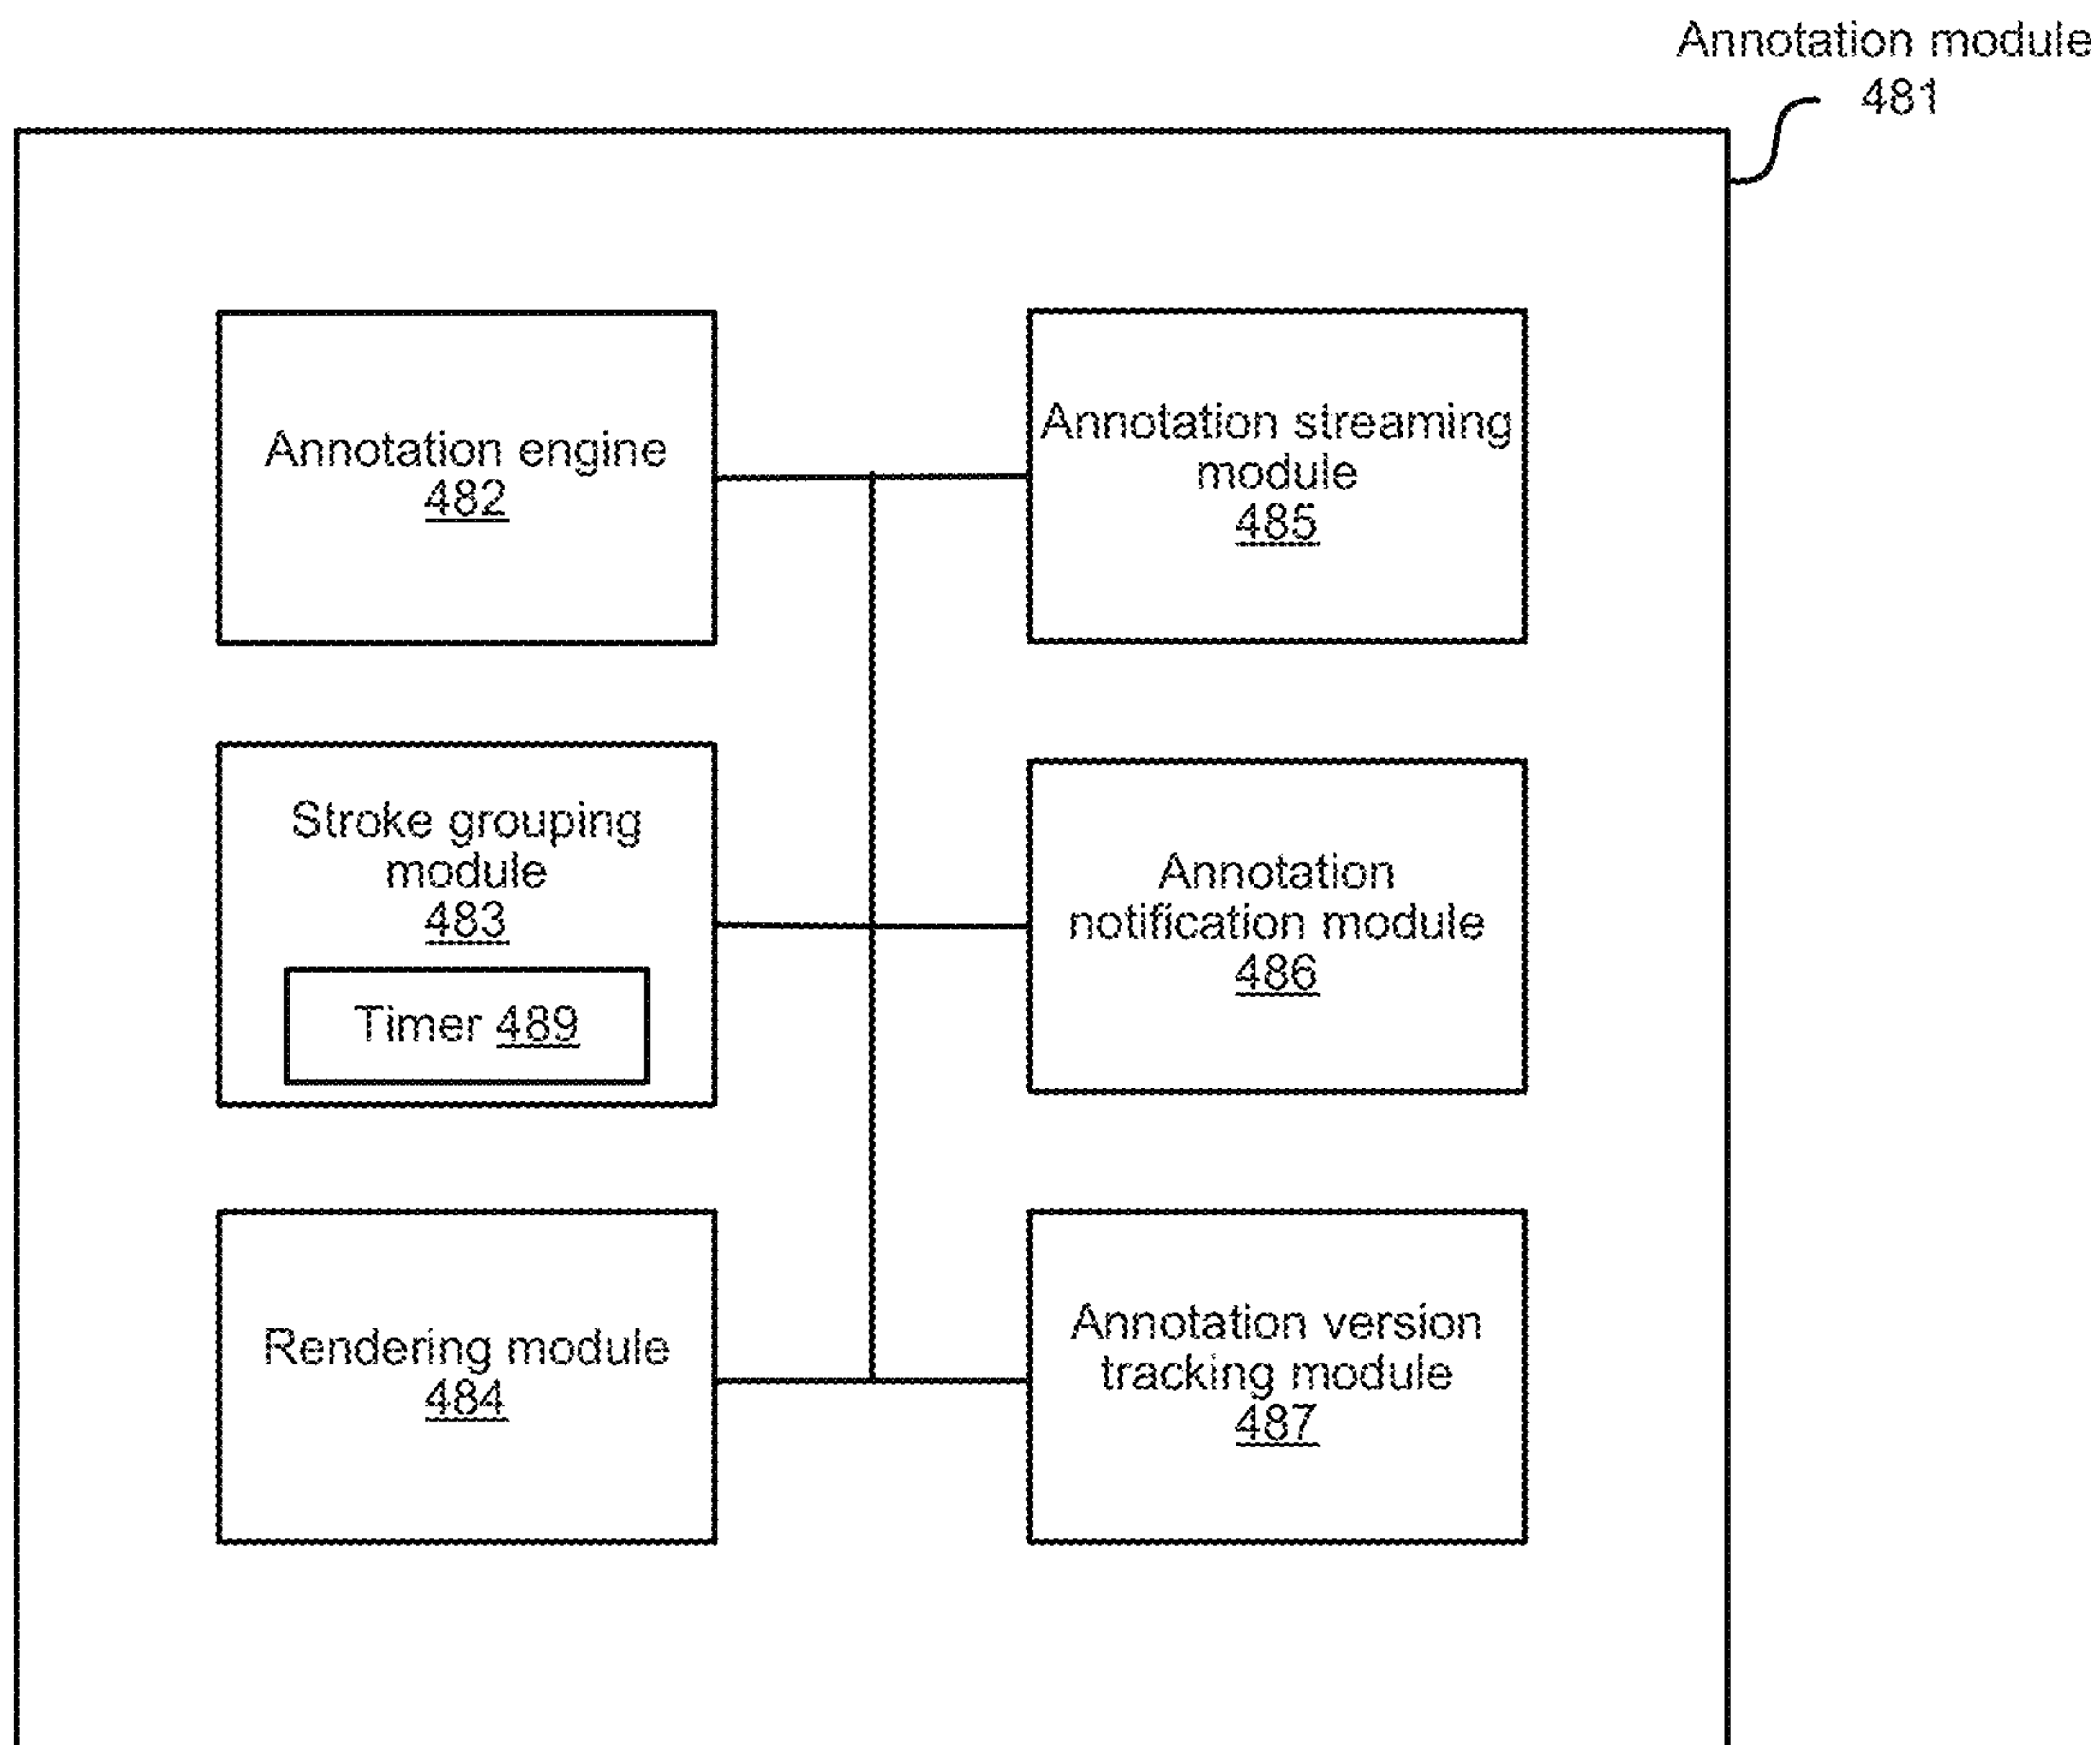 Annotation module
481
Annotation engine
482
Annotation streaming
module
485
Stroke grouping
module
483
Timer 489
Annotation
notification module
486
Rendering module
484
Annotation version
tracking module
487